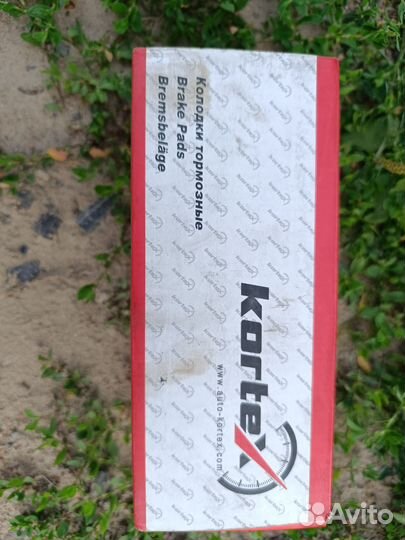 Колодки тормозные
Brake Pads
Bremsbeläge
kortex
www.auto-kortex.com
Avito